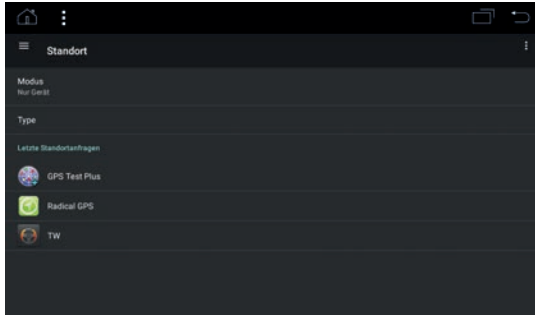 Standort
Modus
Nur Gerät
Type
Letzte Standortanfragen
GPS Test Plus
Radical GPS
TW